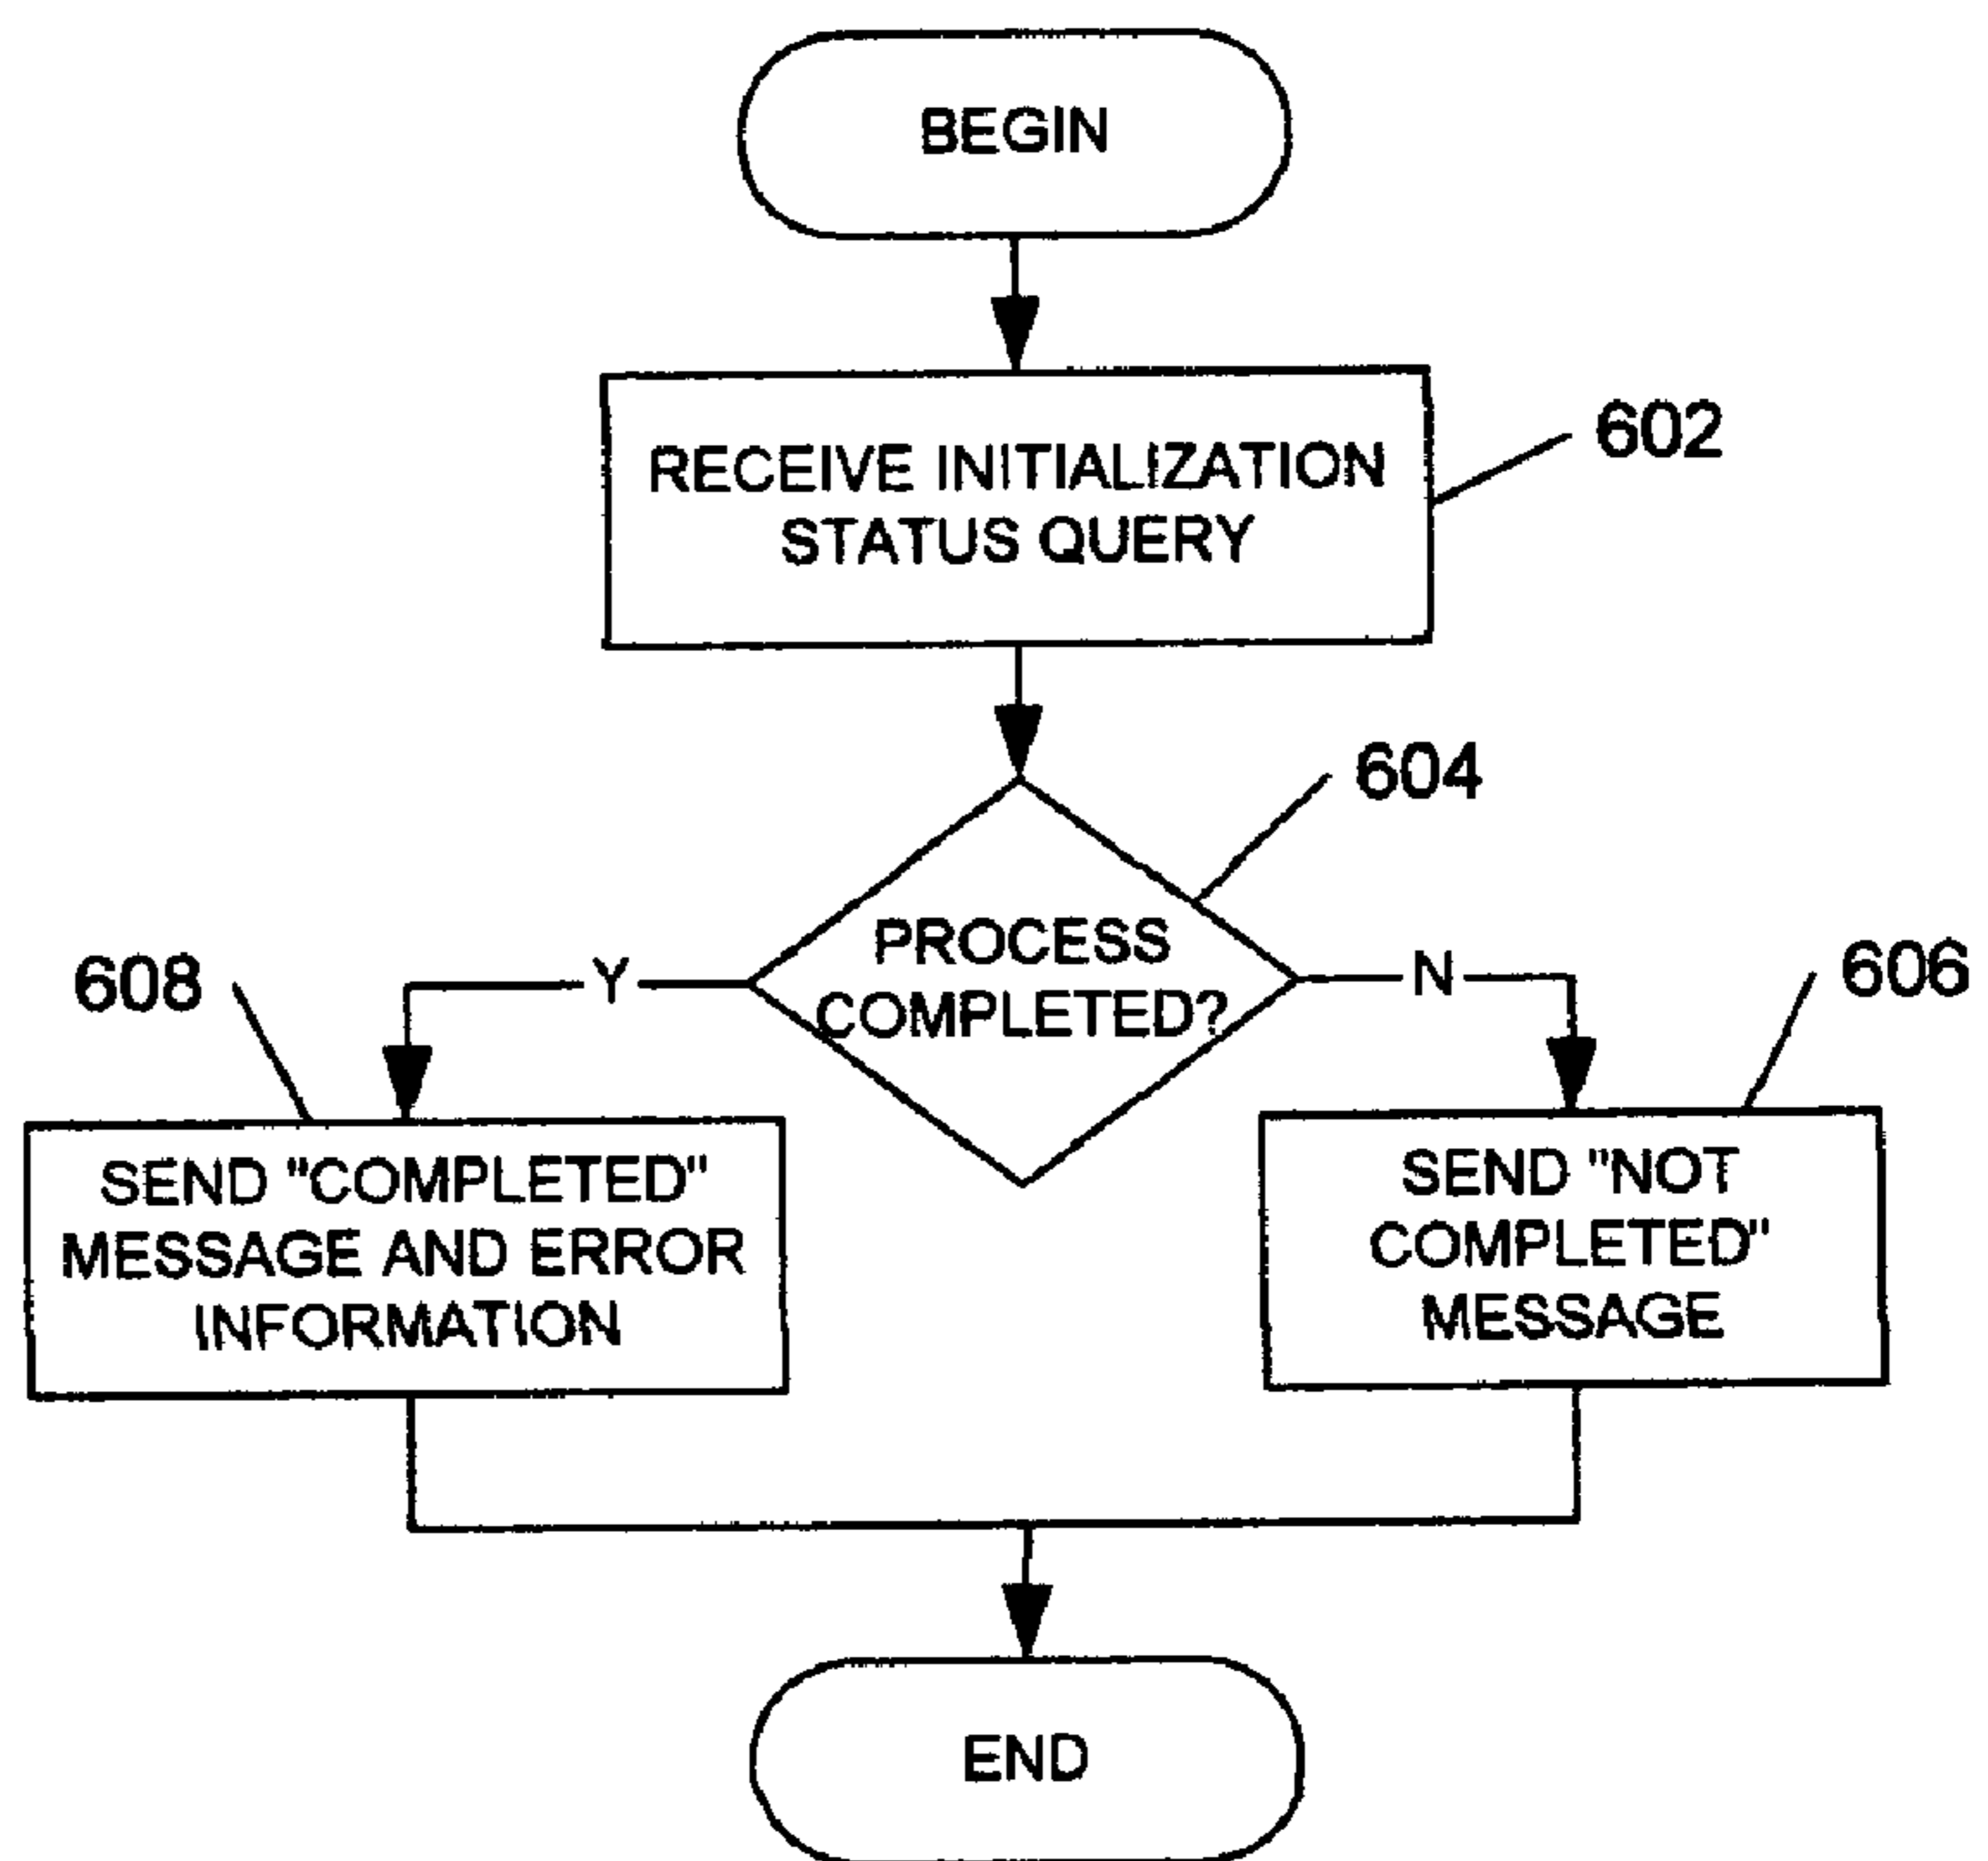 BEGIN
RECEIVE INITIALIZATION
STATUS QUERY
602
604
PROCESS
COMPLETED?
Y
N
608
606
SEND "COMPLETED"
MESSAGE AND ERROR
INFORMATION
SEND "NOT
COMPLETED"
MESSAGE
END